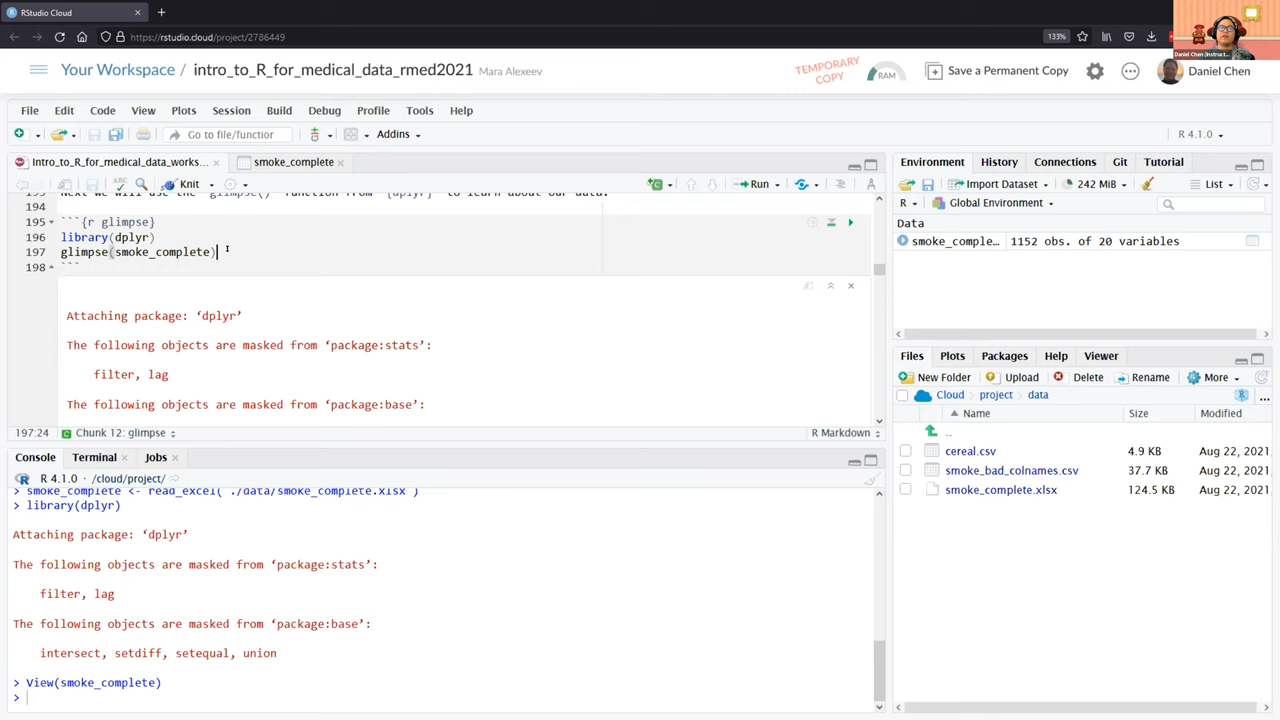 RStudio Cloud
https://rstudio.cloud/project/2786449
133%
Daniel Chen (Instruct...
Your Workspace / intro_to_R_for_medical_data_rmed2021 Mara Alexeev
TEMPORARY COPY
RAM
Save a Permanent Copy
Daniel Chen
File Edit Code View Plots Session Build Debug Profile Tools Help
Go to file/functior
Addins
R 4.1.0
Intro_to_R_for_medical_data_works...
smoke_complete
Knit
Run
193 Next we will use the `glimpse()` function from `{dplyr}` to learn about our data.
194
195 ```{r glimpse}
196 library(dplyr)
197 glimpse(smoke_complete)
198 ```
Attaching package: ‘dplyr’
The following objects are masked from ‘package:stats’:
filter, lag
The following objects are masked from ‘package:base’:
197:24 Chunk 12: glimpse
R Markdown
Console Terminal Jobs
R 4.1.0 · /cloud/project/
> smoke_complete <- read_excel("./data/smoke_complete.xlsx")
> library(dplyr)
Attaching package: ‘dplyr’
The following objects are masked from ‘package:stats’:
filter, lag
The following objects are masked from ‘package:base’:
intersect, setdiff, setequal, union
> View(smoke_complete)
>
Environment History Connections Git Tutorial
Import Dataset 242 MiB List
R Global Environment
Data
smoke_comple... 1152 obs. of 20 variables
Files Plots Packages Help Viewer
New Folder Upload Delete Rename More
Cloud project data
...
Name Size Modified
..
cereal.csv 4.9 KB Aug 22, 2021,
smoke_bad_colnames.csv 37.7 KB Aug 22, 2021,
smoke_complete.xlsx 124.5 KB Aug 22, 2021,